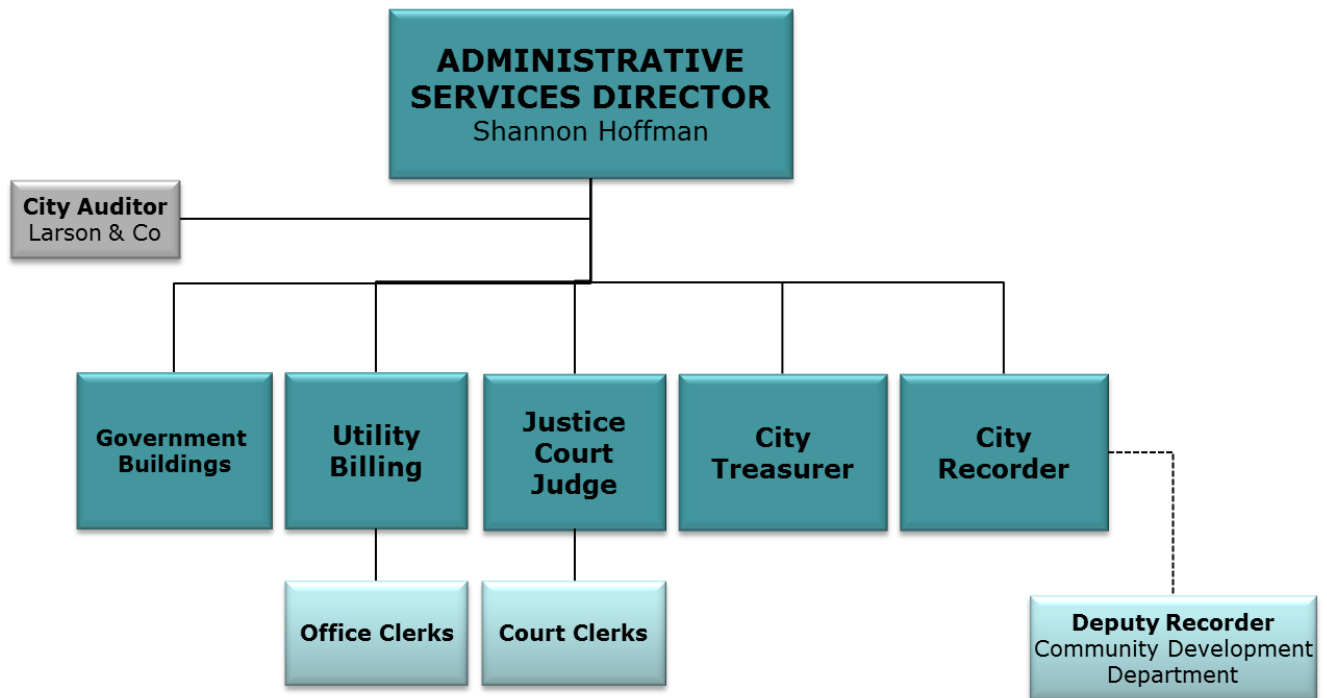 ADMINISTRATIVE
SERVICES DIRECTOR
Shannon Hoffman
City Auditor
Larson & Co
Government
Buildings
Utility
Billing
Justice
Court
Judge
City
Treasurer
City
Recorder
Office Clerks
Court Clerks
Deputy Recorder
Community Development
Department